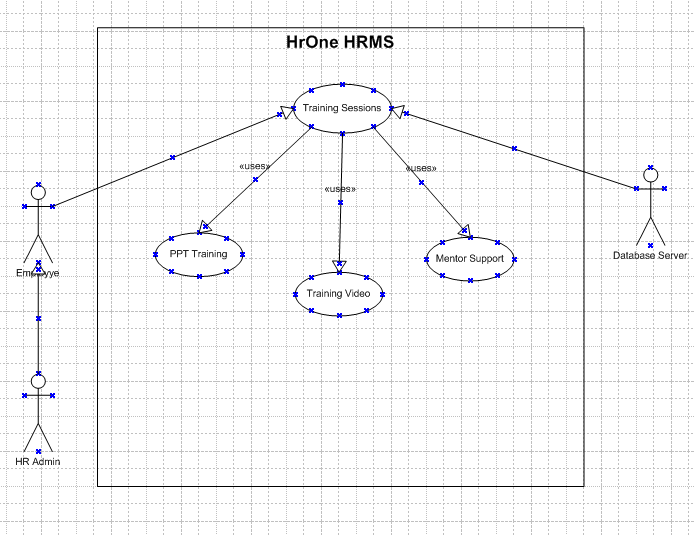 HrOne HRMS
Training Sessions
«uses»
«uses»
«uses»
PPT Training
Mentor Support
Training Video
Database Server
HR Admin